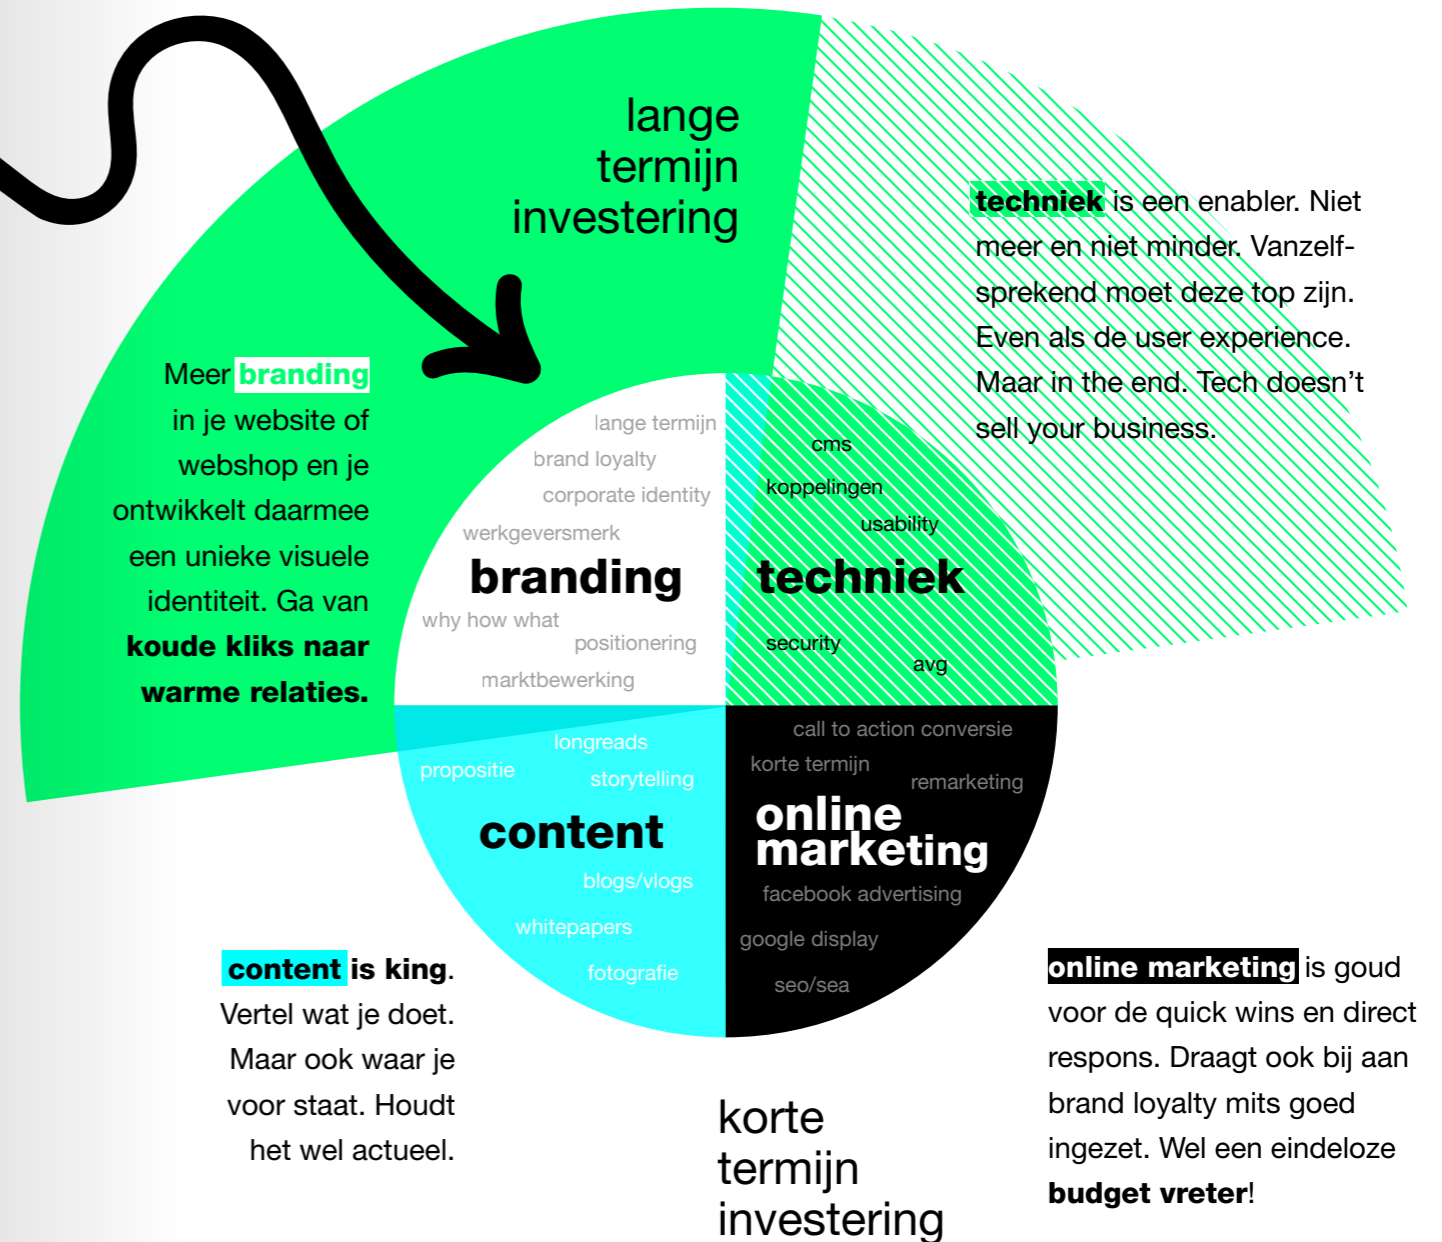 lange
termijn
investering
techniek is een enabler. Niet
meer en niet minder. Vanzelf-
sprekend moet deze top zijn.
Even als de user experience.
Maar in the end. Tech doesn't
sell your business.
Meer branding
in je website of
webshop en je
ontwikkelt daarmee
een unieke visuele
identiteit. Ga van
koude kliks naar
warme relaties.
lange termijn
brand loyalty
corporate identity
werkgeversmerk
branding
why how what
positionering
marktbewerking
cms
koppelingen
usability
techniek
security
avg
longreads
propositie
storytelling
content
blogs/vlogs
whitepapers
fotografie
call to action conversie
korte termijn
remarketing
online
marketing
facebook advertising
google display
seo/sea
content is king.
Vertel wat je doet.
Maar ook waar je
voor staat. Houdt
het wel actueel.
online marketing is goud
voor de quick wins en direct
respons. Draagt ook bij aan
brand loyalty mits goed
ingezet. Wel een eindeloze
budget vreter!
korte
termijn
investering